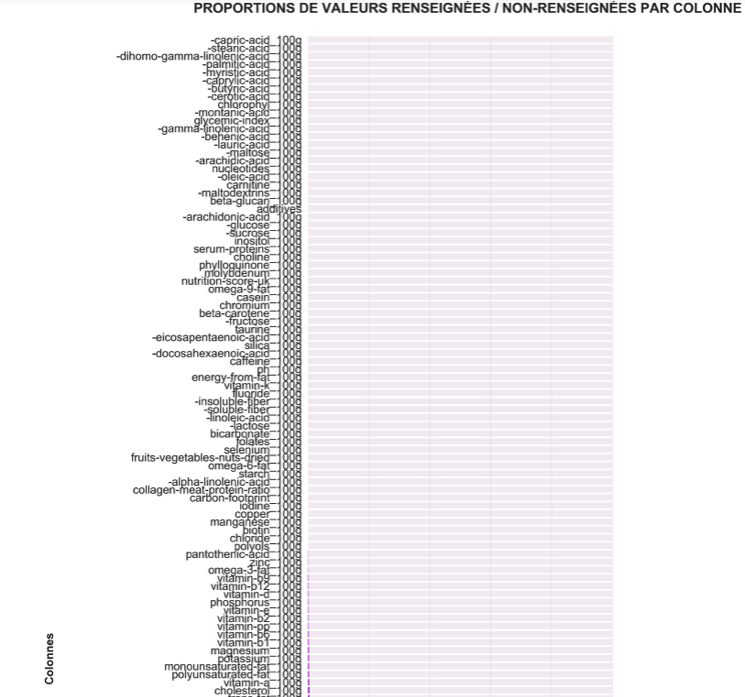 PROPORTIONS DE VALEURS RENSEIGNÉES / NON-RENSEIGNÉES PAR COLONNE
-capric-acid_100g
-stearic-acid_100g
-dihomo-gamma-linolenic-acid_100g
-palmitic-acid_100g
-myristic-acid_100g
-caprylic-acid_100g
-butyric-acid_100g
-cerotic-acid_100g
chlorophyl_100g
-montanic-acid_100g
glycemic-index_100g
-gamma-linolenic-acid_100g
-behenic-acid_100g
-lauric-acid_100g
-maltose_100g
-arachidic-acid_100g
nucleotides_100g
-oleic-acid_100g
carnitine_100g
-maltodextrins_100g
beta-glucan_100g
additives
-arachidonic-acid_100g
-glucose_100g
-sucrose_100g
inositol_100g
serum-proteins_100g
choline_100g
phylloquinone_100g
molybdenum_100g
nutrition-score-uk_100g
omega-9-fat_100g
casein_100g
chromium_100g
beta-carotene_100g
-fructose_100g
taurine_100g
-eicosapentaenoic-acid_100g
silica_100g
-docosahexaenoic-acid_100g
caffeine_100g
ph_100g
energy-from-fat_100g
vitamin-k_100g
fluoride_100g
-insoluble-fiber_100g
-soluble-fiber_100g
-linoleic-acid_100g
-lactose_100g
bicarbonate_100g
folates_100g
selenium_100g
fruits-vegetables-nuts-dried_100g
omega-6-fat_100g
starch_100g
-alpha-linolenic-acid_100g
collagen-meat-protein-ratio_100g
carbon-footprint_100g
iodine_100g
copper_100g
manganese_100g
biotin_100g
chloride_100g
polyols_100g
pantothenic-acid_100g
zinc_100g
omega-3-fat_100g
vitamin-b9_100g
vitamin-b12_100g
vitamin-d_100g
phosphorus_100g
vitamin-e_100g
vitamin-b2_100g
vitamin-pp_100g
vitamin-b6_100g
vitamin-b1_100g
magnesium_100g
potassium_100g
monounsaturated-fat_100g
polyunsaturated-fat_100g
vitamin-a_100g
cholesterol_100g
Colonnes